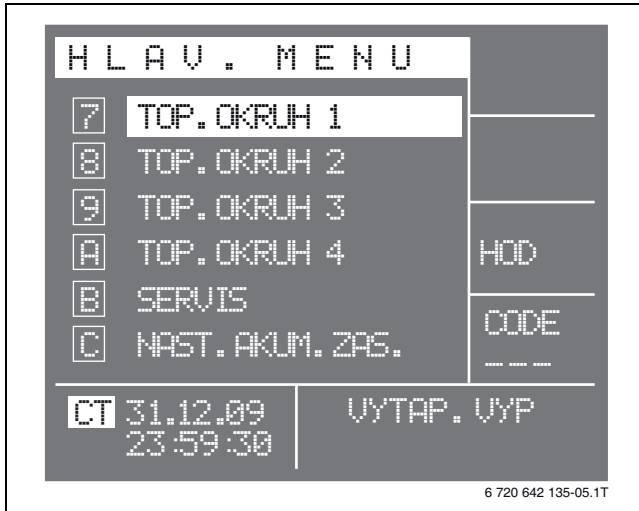 HLAV. MENU
7 TOP.OKRUH 1
8 TOP.OKRUH 2
9 TOP.OKRUH 3
A TOP.OKRUH 4
B SERVIS
C NAST.AKUM.ZAS.
HOD
CODE
_ _ _
CT 31.12.09
23:59:30
VYTAP. VYP
6 720 642 135-05.1T